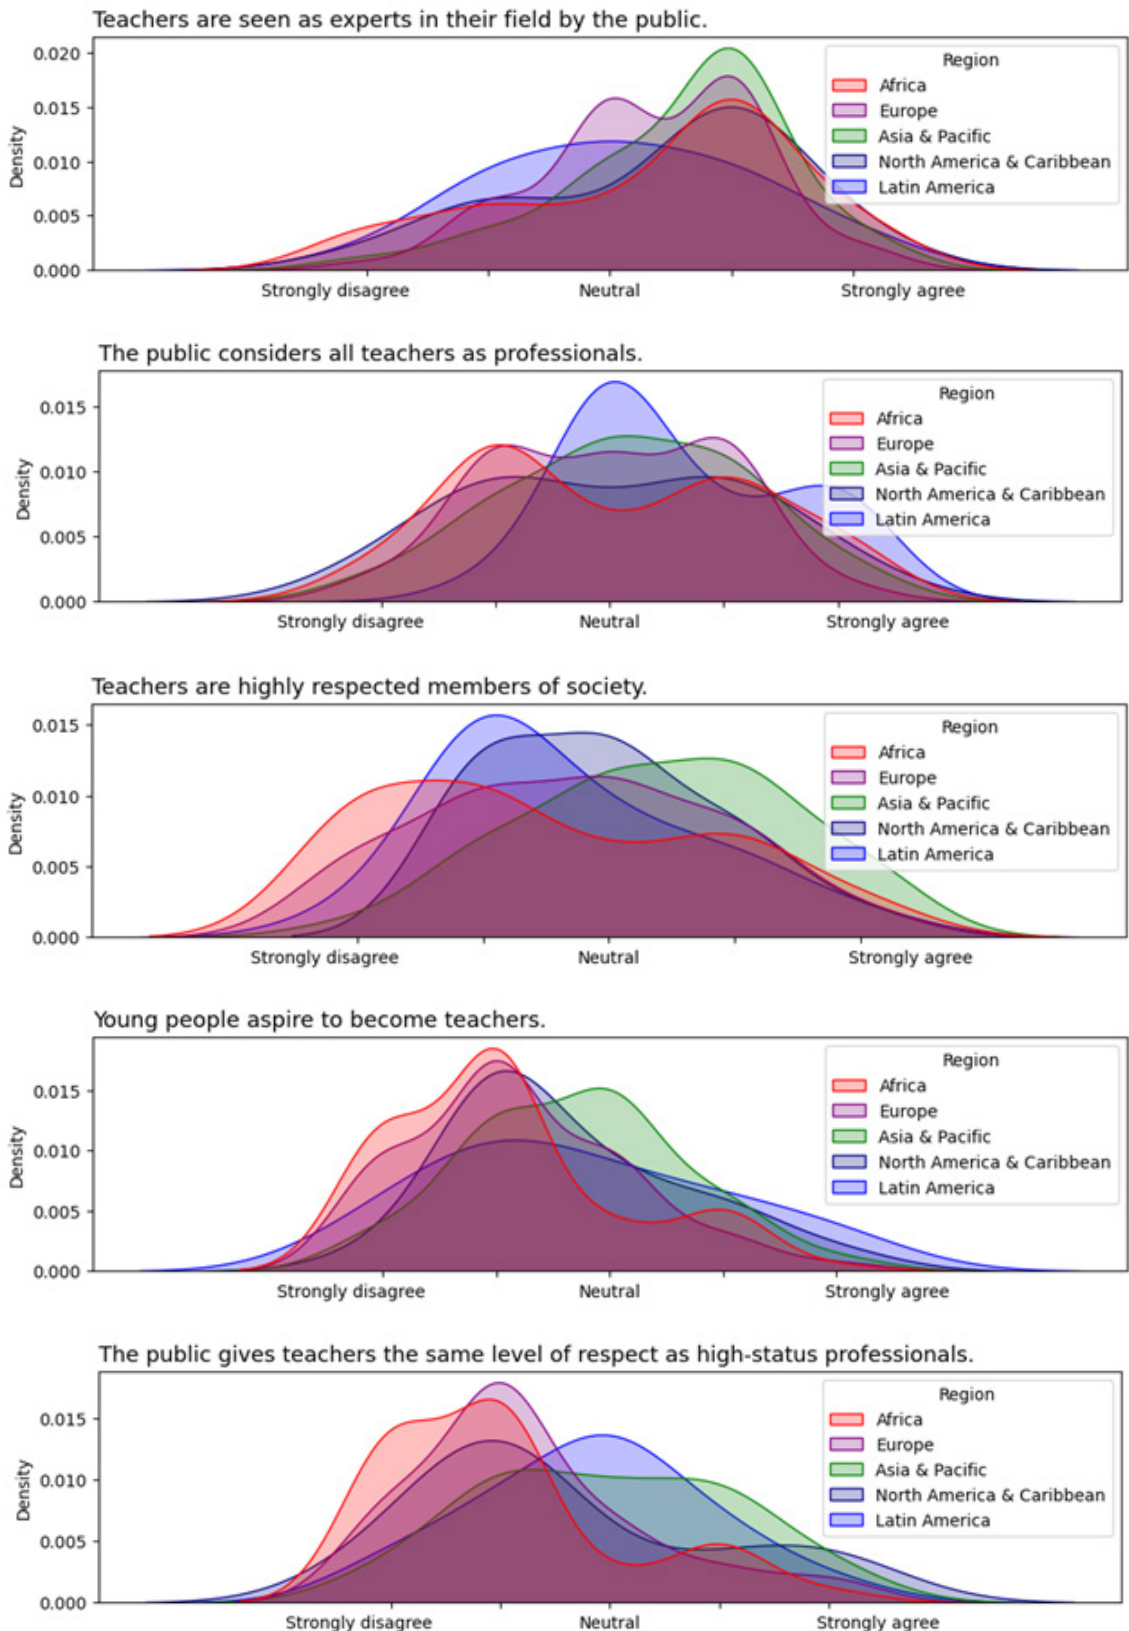 Teachers are seen as experts in their field by the public.
0.020
0.015
0.010
0.005
0.000
Density
Region
Africa
Europe
Asia & Pacific
North America & Caribbean
Latin America
Strongly disagree
Neutral
Strongly agree
The public considers all teachers as professionals.
0.015
0.010
0.005
0.000
Density
Region
Africa
Europe
Asia & Pacific
North America & Caribbean
Latin America
Strongly disagree
Neutral
Strongly agree
Teachers are highly respected members of society.
0.015
0.010
0.005
0.000
Density
Region
Africa
Europe
Asia & Pacific
North America & Caribbean
Latin America
Strongly disagree
Neutral
Strongly agree
Young people aspire to become teachers.
0.015
0.010
0.005
0.000
Density
Region
Africa
Europe
Asia & Pacific
North America & Caribbean
Latin America
Strongly disagree
Neutral
Strongly agree
The public gives teachers the same level of respect as high-status professionals.
0.015
0.010
0.005
0.000
Density
Region
Africa
Europe
Asia & Pacific
North America & Caribbean
Latin America
Strongly disagree
Neutral
Strongly agree